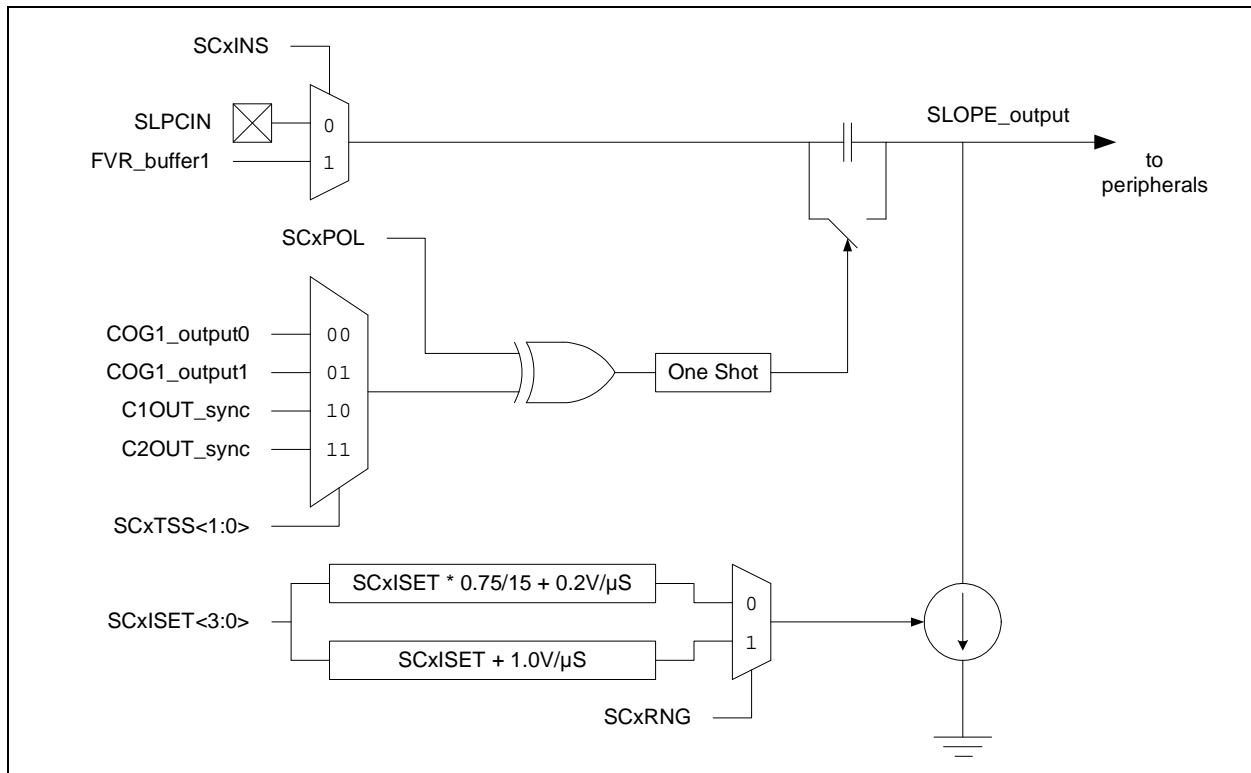 SCxINS
SLPCIN
0
FVR_buffer1
1
SLOPE_output
to
peripherals
SCxPOL
COG1_output0
00
COG1_output1
01
C1OUT_sync
10
C2OUT_sync
11
One Shot
SCxTSS<1:0>
SCxISET * 0.75/15 + 0.2V/µS
0
SCxISET<3:0>
1
SCxISET + 1.0V/µS
SCxRNG